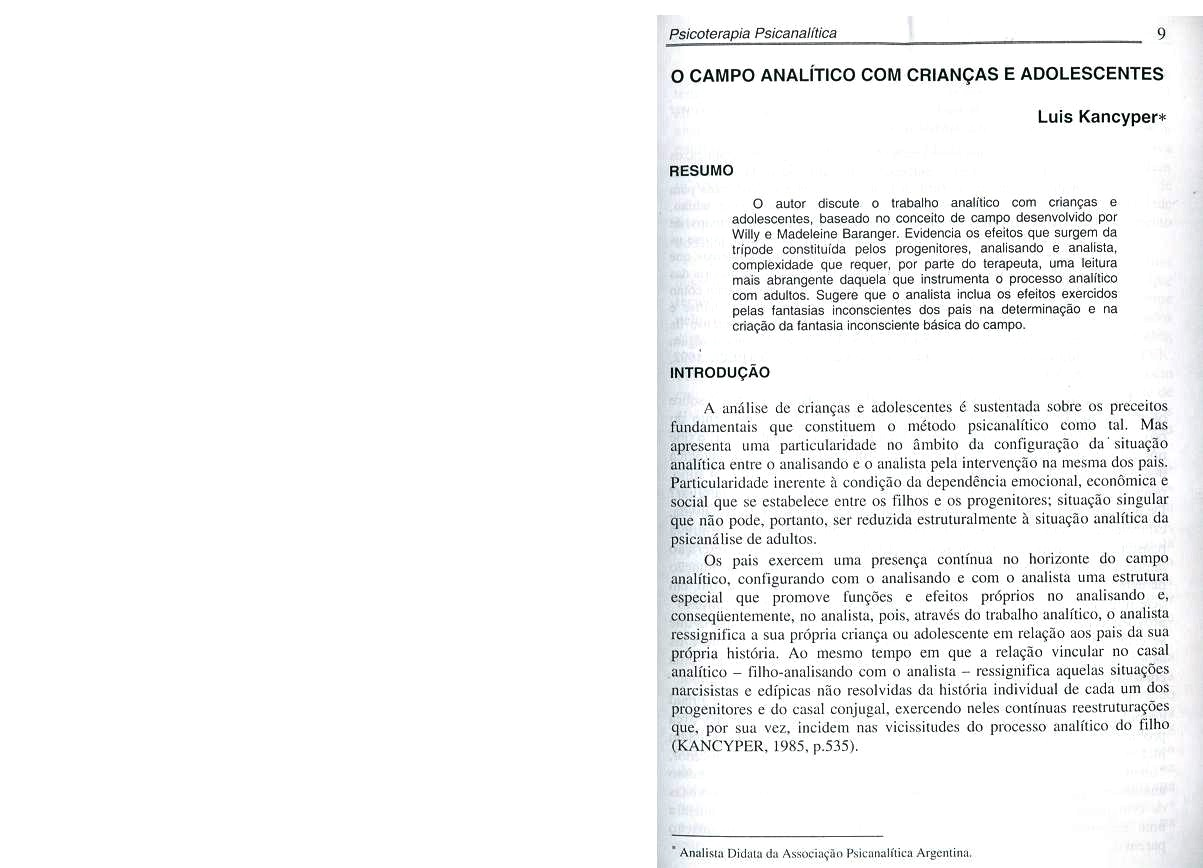 Psicoterapia Psicanalítica 9
O CAMPO ANALÍTICO COM CRIANÇAS E ADOLESCENTES
Luis Kancyper*
RESUMO
O autor discute o trabalho analítico com crianças e
adolescentes, baseado no conceito de campo desenvolvido por
Willy e Madeleine Baranger. Evidencia os efeitos que surgem da
trípode constituída pelos progenitores, analisando e analista,
complexidade que requer, por parte do terapeuta, uma leitura
mais abrangente daquela que instrumenta o processo analítico
com adultos. Sugere que o analista inclua os efeitos exercidos
pelas fantasias inconscientes dos pais na determinação e na
criação da fantasia inconsciente básica do campo.
INTRODUÇÃO
A análise de crianças e adolescentes é sustentada sobre os preceitos
fundamentais que constituem o método psicanalítico como tal. Mas
apresenta uma particularidade no âmbito da configuração da situação
analítica entre o analisando e o analista pela intervenção na mesma dos pais.
Particularidade inerente à condição da dependência emocional, econômica e
social que se estabelece entre os filhos e os progenitores; situação singular
que não pode, portanto, ser reduzida estruturalmente à situação analítica da
psicanálise de adultos.
Os pais exercem uma presença contínua no horizonte do campo
analítico, configurando com o analisando e com o analista uma estrutura
especial que promove funções e efeitos próprios no analisando e,
conseqüentemente, no analista, pois, através do trabalho analítico, o analista
ressignifica a sua própria criança ou adolescente em relação aos pais da sua
própria história. Ao mesmo tempo em que a relação vincular no casal
analítico – filho-analisando com o analista – ressignifica aquelas situações
narcisistas e edípicas não resolvidas da história individual de cada um dos
progenitores e do casal conjugal, exercendo neles contínuas reestruturações
que, por sua vez, incidem nas vicissitudes do processo analítico do filho
(KANCYPER, 1985, p.535).
* Analista Didata da Associação Psicanalítica Argentina.